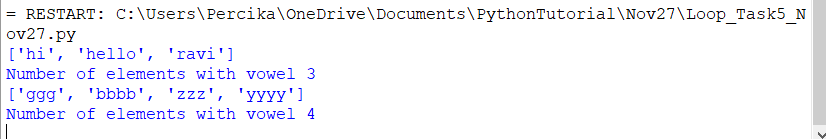 = RESTART: C:\Users\Percika\OneDrive\Documents\PythonTutorial\Nov27\Loop_Task5_N
ov27.py
['hi', 'hello', 'ravi']
Number of elements with vowel 3
['ggg', 'bbbb', 'zzz', 'yyyy']
Number of elements with vowel 4